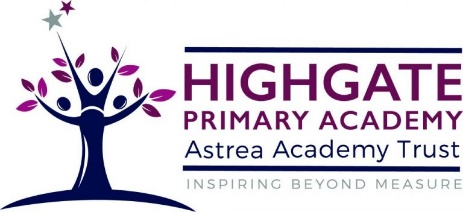 HIGHGATE
PRIMARY ACADEMY
Astrea Academy Trust
INSPIRING BEYOND MEASURE